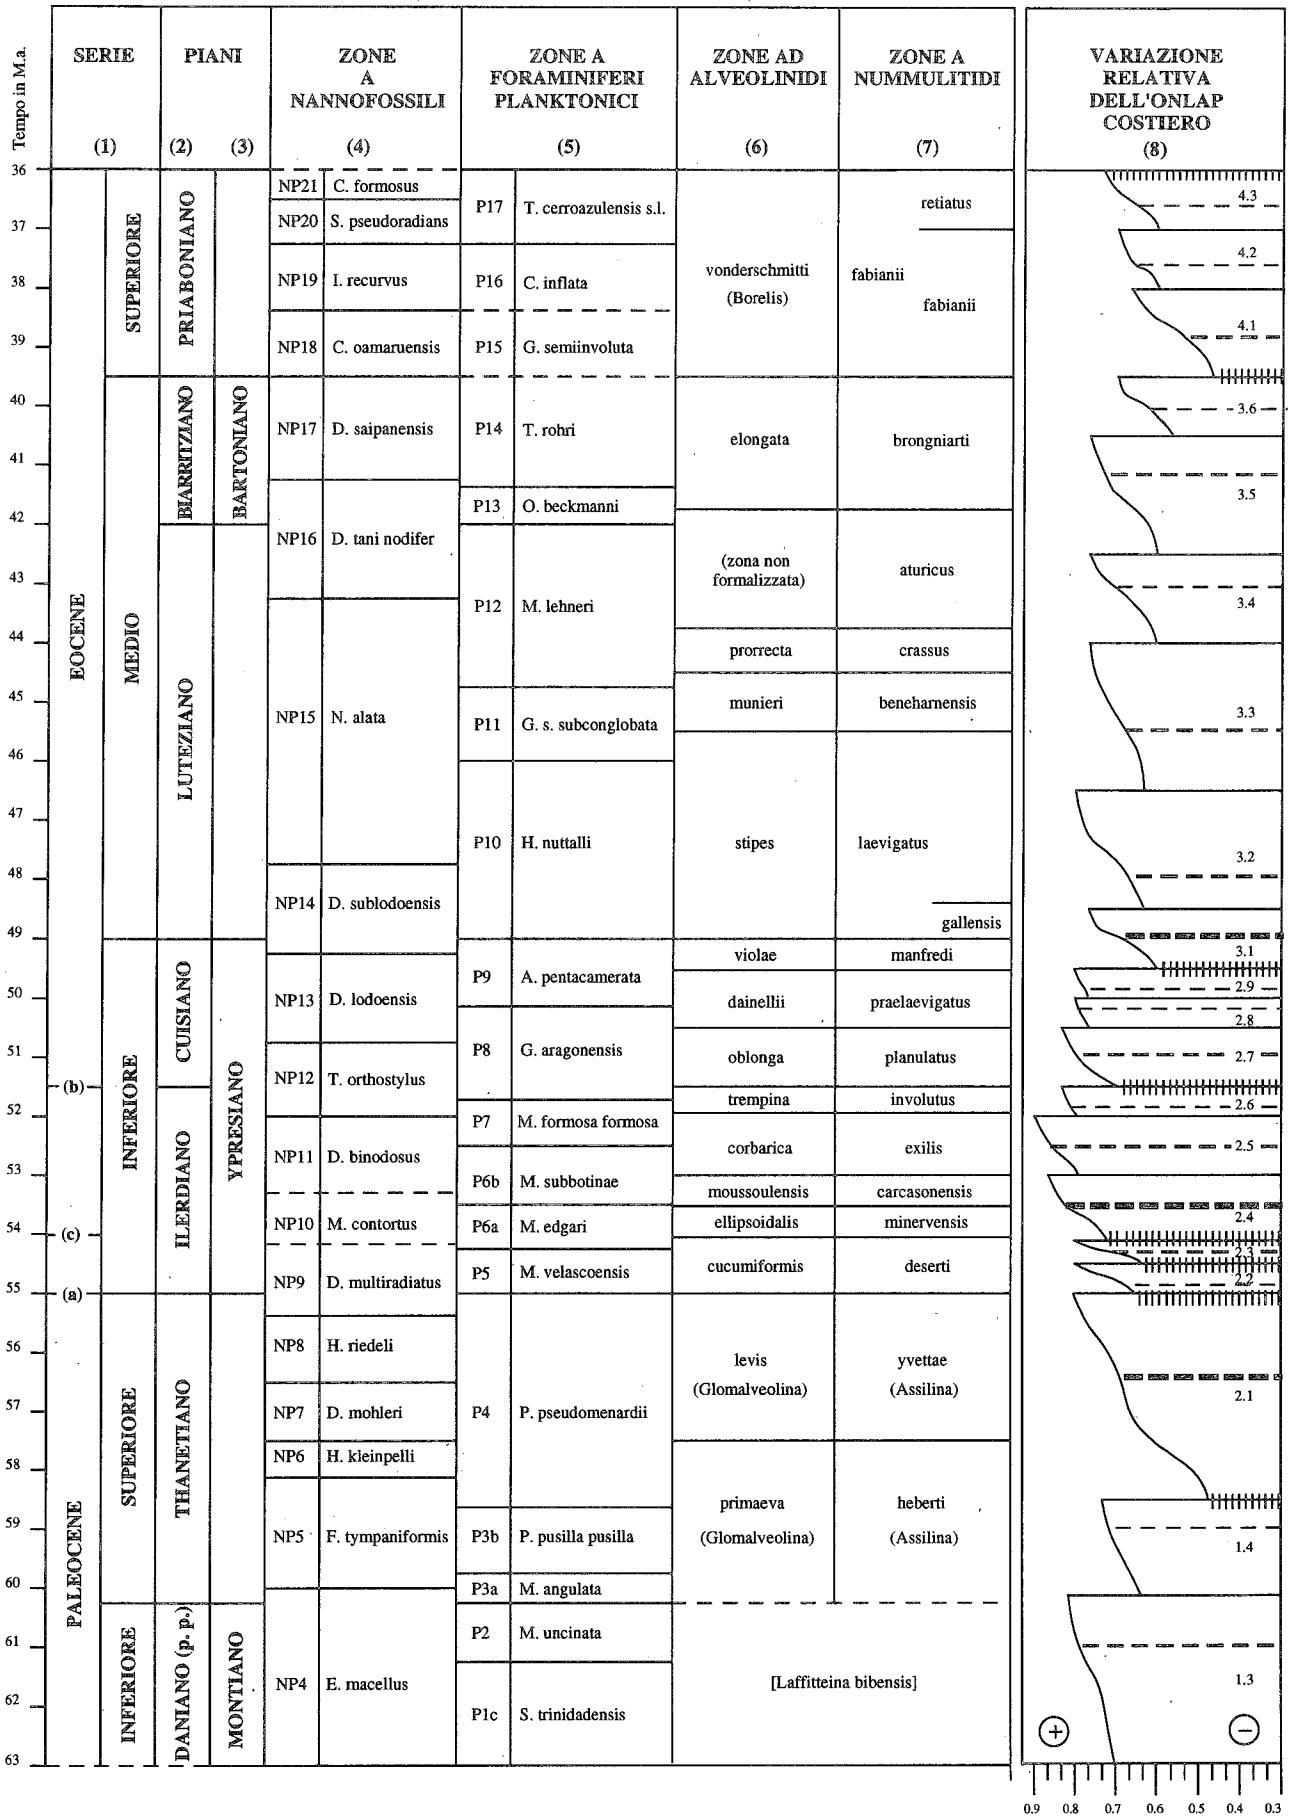 Tempo in M.a.
SERIE
(1)
PIANI
(2)
(3)
ZONE
A
NANNOFOSSILI
(4)
ZONE A
FORAMINIFERI
PLANKTONICI
(5)
ZONE AD
ALVEOLINIDI
(6)
ZONE A
NUMMULITIDI
(7)
VARIAZIONE
RELATIVA
DELL'ONLAP
COSTIERO
(8)
36
37
38
39
40
41
42
43
44
45
46
47
48
49
50
51
(b)
52
53
54
(c)
55
(a)
56
57
58
59
60
61
62
63
EOCENE
PALEOCENE
SUPERIORE
MEDIO
INFERIORE
SUPERIORE
INFERIORE
PRIABONIANO
BIARRITZIANO
LUTEZIANO
CUISIANO
ILERDIANO
THANETIANO
DANIANO (p. p.)
BARTONIANO
YPRESIANO
MONTIANO
NP21 C. formosus
NP20 S. pseudoradians
NP19 I. recurvus
NP18 C. oamaruensis
NP17 D. saipanensis
NP16 D. tani nodifer
NP15 N. alata
NP14 D. sublodoensis
NP13 D. lodoensis
NP12 T. orthostylus
NP11 D. binodosus
NP10 M. contortus
NP9 D. multiradiatus
NP8 H. riedeli
NP7 D. mohleri
NP6 H. kleinpelli
NP5 F. tympaniformis
NP4 E. macellus
P17 T. cerroazulensis s.l.
P16 C. inflata
P15 G. semiinvoluta
P14 T. rohri
P13 O. beckmanni
P12 M. lehneri
P11 G. s. subconglobata
P10 H. nuttalli
P9 A. pentacamerata
P8 G. aragonensis
P7 M. formosa formosa
P6b M. subbotinae
P6a M. edgari
P5 M. velascoensis
P4 P. pseudomenardii
P3b P. pusilla pusilla
P3a M. angulata
P2 M. uncinata
P1c S. trinidadensis
vonderschmitti
(Borelis)
elongata
(zona non
formalizzata)
prorrecta
munieri
stipes
violae
dainellii
oblonga
trempina
corbarica
moussoulensis
ellipsoidalis
cucumiformis
levis
(Glomalveolina)
primaeva
(Glomalveolina)
retiatus
fabianii
fabianii
brongniarti
aturicus
crassus
beneharnensis
laevigatus
gallensis
manfredi
praelaevigatus
planulatus
involutus
exilis
carcasonensis
minervensis
deserti
yvettae
(Assilina)
heberti
(Assilina)
[Laffitteina bibensis]
4.3
4.2
4.1
3.6
3.5
3.4
3.3
3.2
3.1
2.9
2.8
2.7
2.6
2.5
2.4
2.3
2.2
2.1
1.4
1.3
+ −
0.9 0.8 0.7 0.6 0.5 0.4 0.3